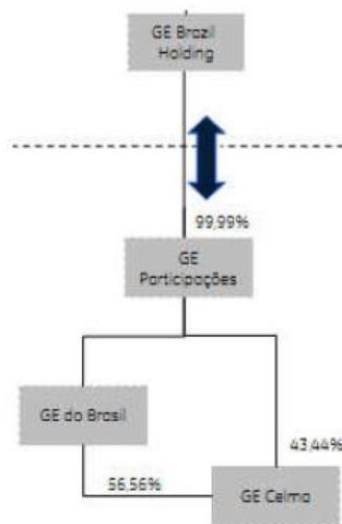 GE Brazil
Holding
99,99%
GE
Participações
GE do Brasil
43,44%
56,56%
GE Celma